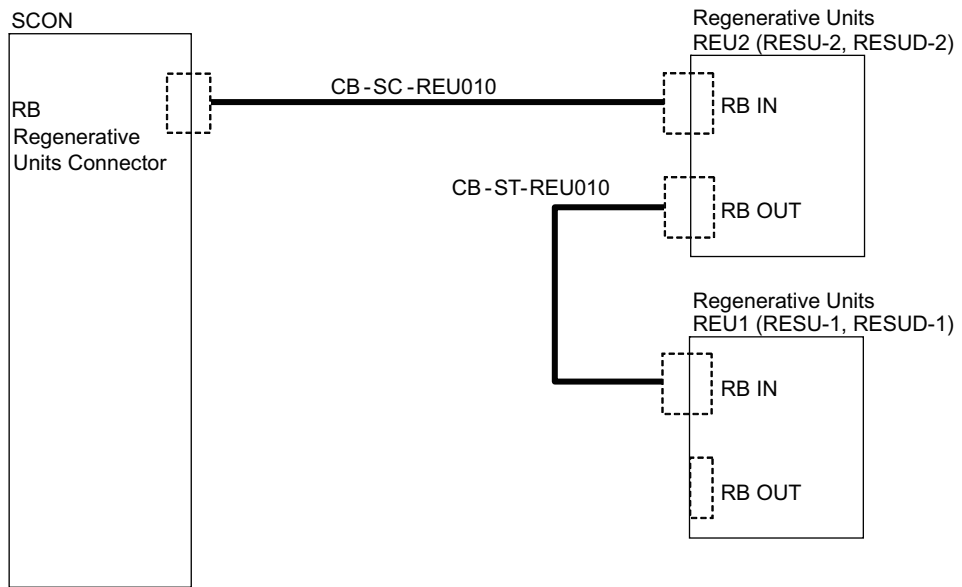 SCON
RB
Regenerative
Units Connector
CB-SC-REU010
Regenerative Units
REU2 (RESU-2, RESUD-2)
RB IN
RB OUT
CB-ST-REU010
Regenerative Units
REU1 (RESU-1, RESUD-1)
RB IN
RB OUT